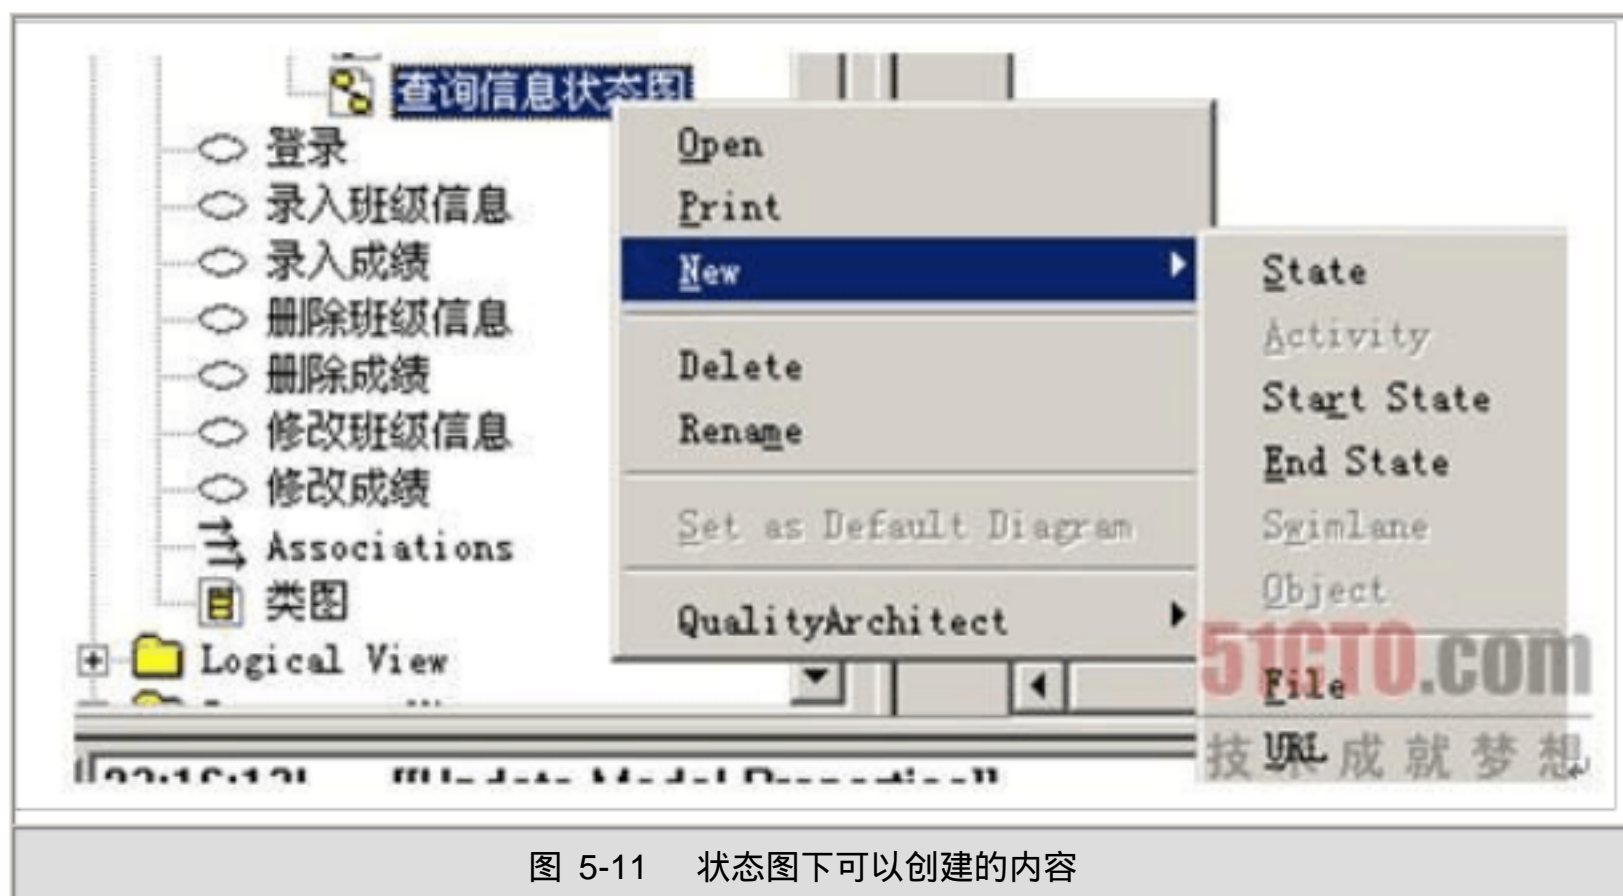 查询信息状态图
登录
录入班级信息
录入成绩
删除班级信息
删除成绩
修改班级信息
修改成绩
Associations
类图
Logical View
Open
Print
New
Delete
Rename
Set as Default Diagram
QualityArchitect
State
Activity
Start State
End State
Swimlane
Object
File
URL
51CTO.com
技术成就梦想
图 5-11 状态图下可以创建的内容